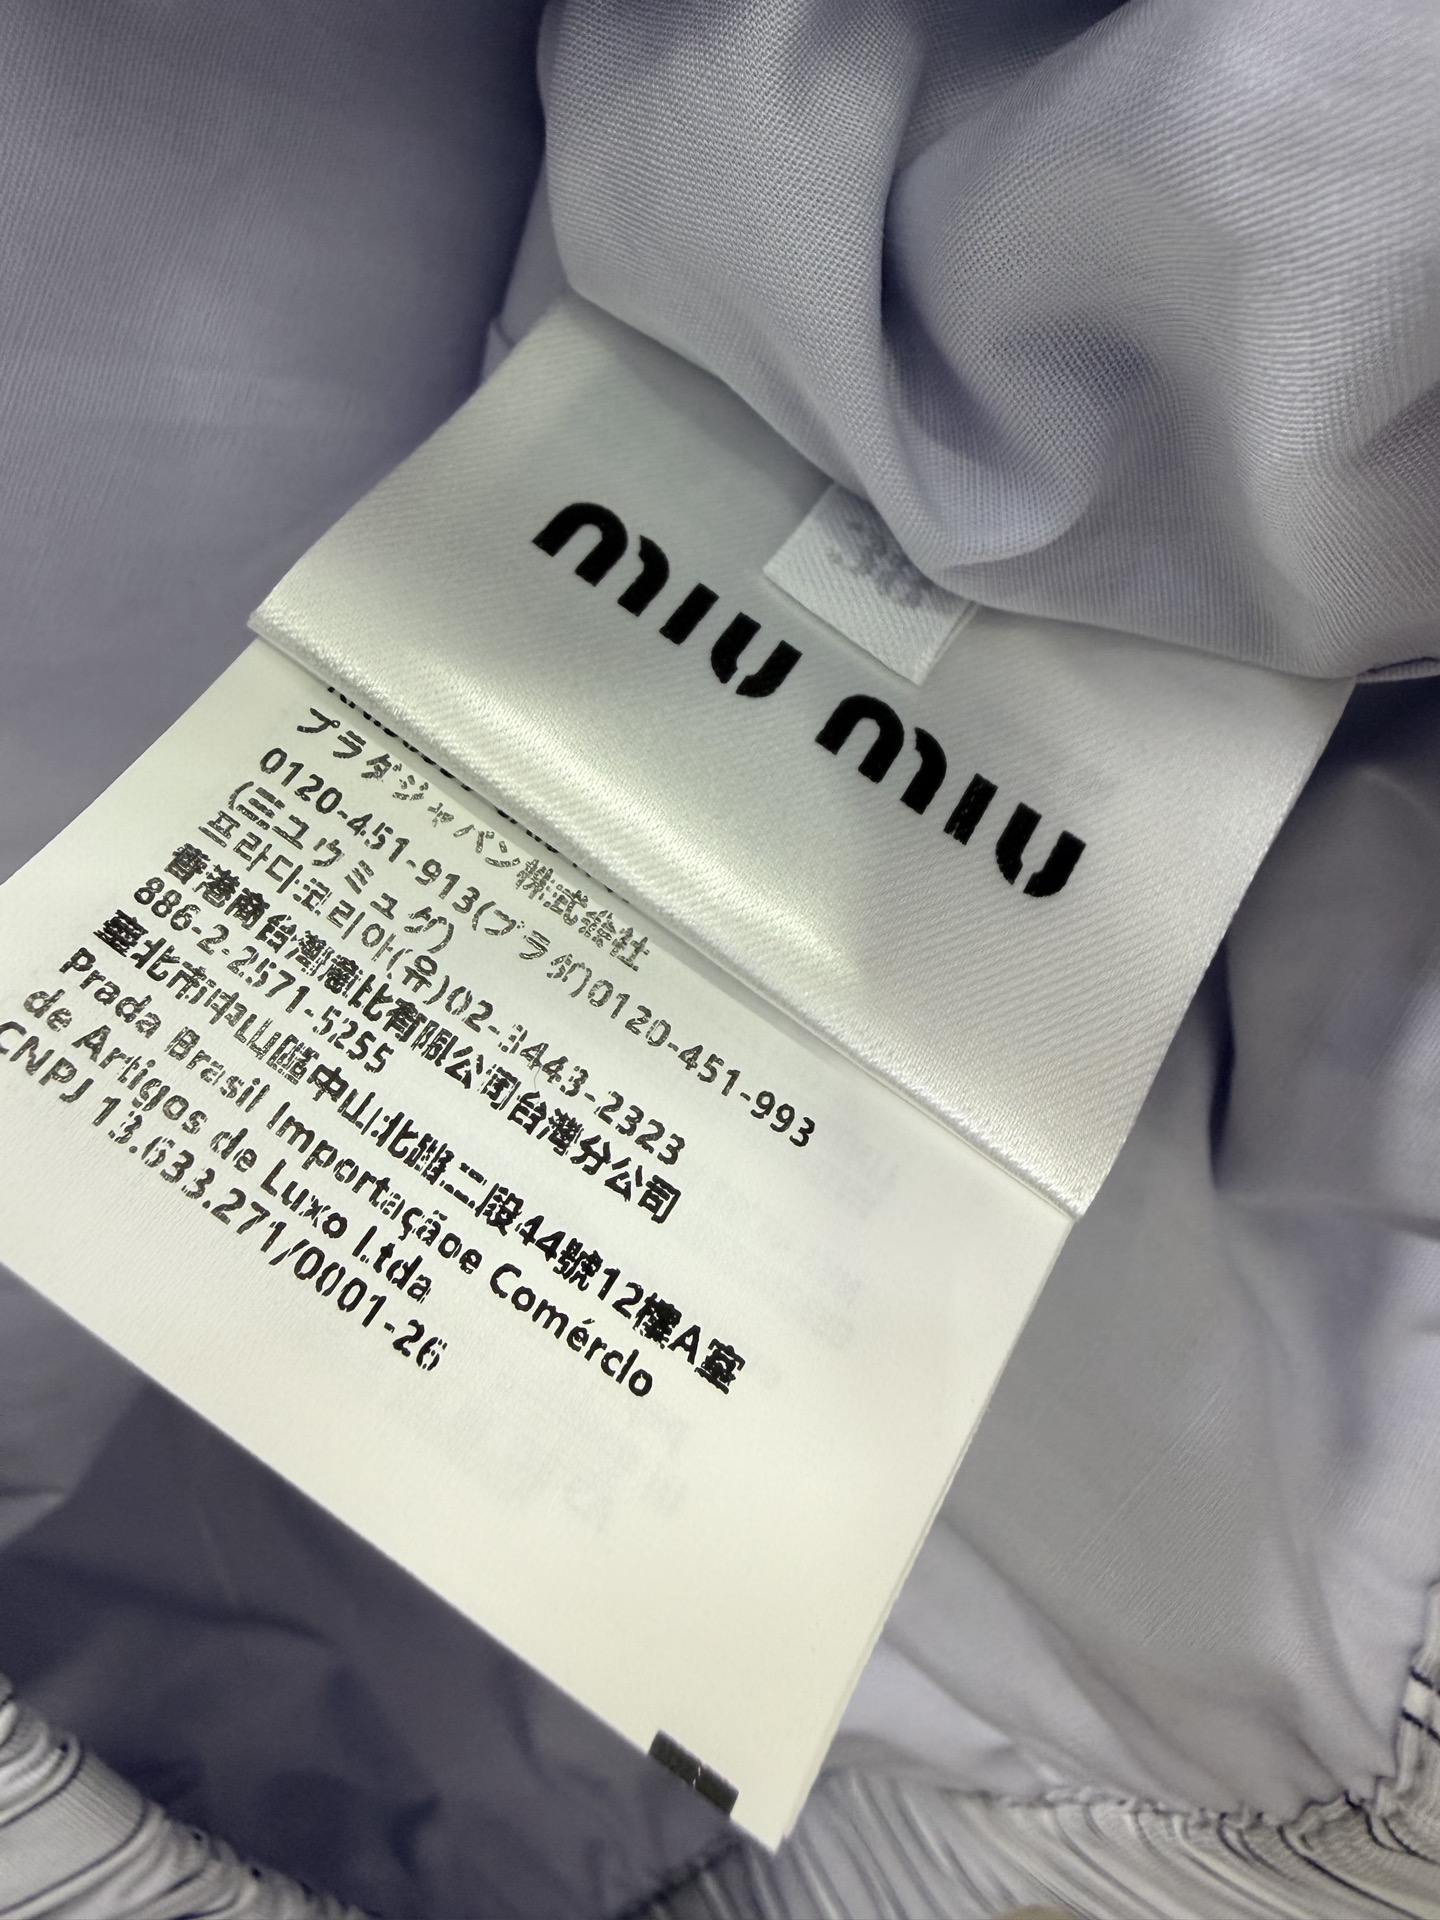 miu miu
プラダジャパン株式会社
0120-451-913(プラダ)0120-451-993
(ミュウミュウ)
프라다코리아(유)02-3443-2323
香港商台灣普拉達有限公司台灣分公司
886-2-2571-5255
臺北市中山區中山北路二段44號12樓A室
Prada Brasil Importação e Comércio
de Artigos de Luxo Ltda
CNPJ 13.633.271/0001-26